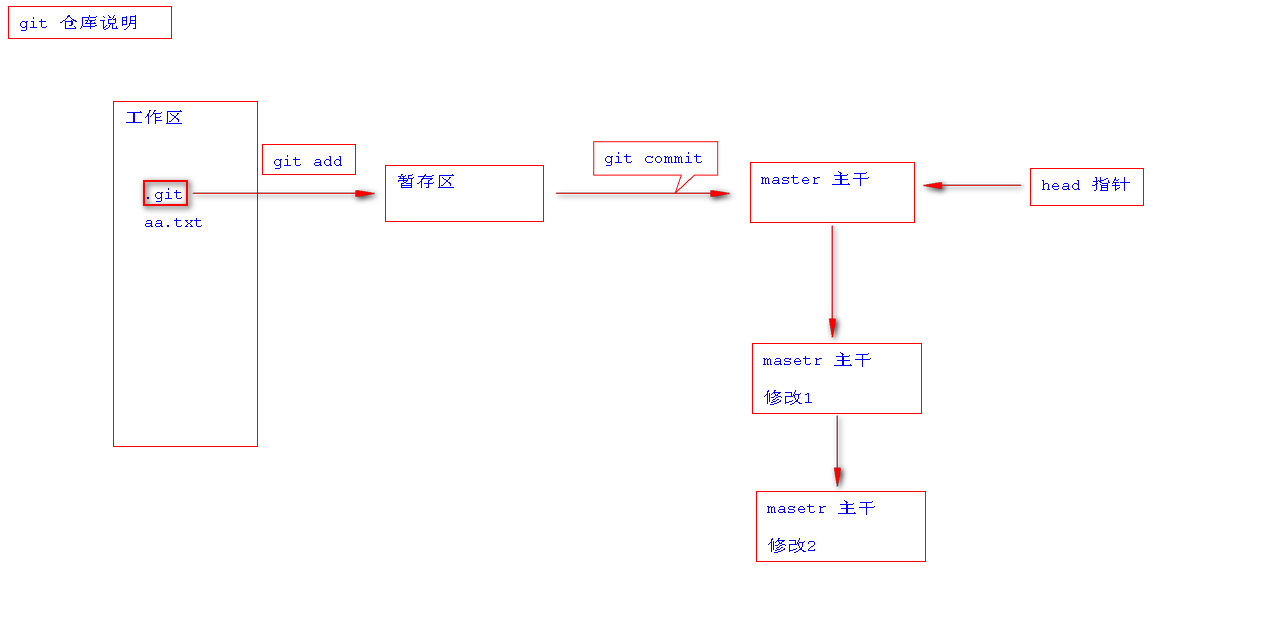 git 仓库说明
工作区
git add
git commit
.git
aa.txt
暂存区
master 主干
head 指针
masetr 主干
修改1
masetr 主干
修改2